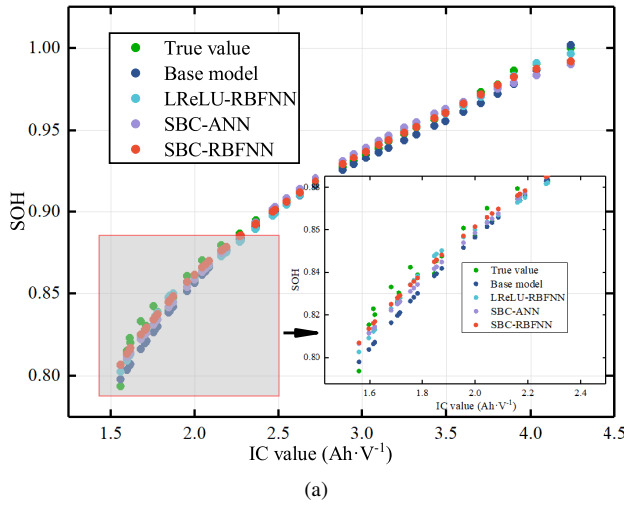 1.00
0.95
0.90
0.85
0.80
SOH
True value
Base model
LReLU-RBFNN
SBC-ANN
SBC-RBFNN
0.88
0.86
0.84
0.82
0.80
SOH
True value
Base model
LReLU-RBFNN
SBC-ANN
SBC-RBFNN
1.6 1.8 2.0 2.2 2.4
IC value (Ah·V⁻¹)
1.5 2.0 2.5 3.0 3.5 4.0 4.5
IC value (Ah·V⁻¹)
(a)